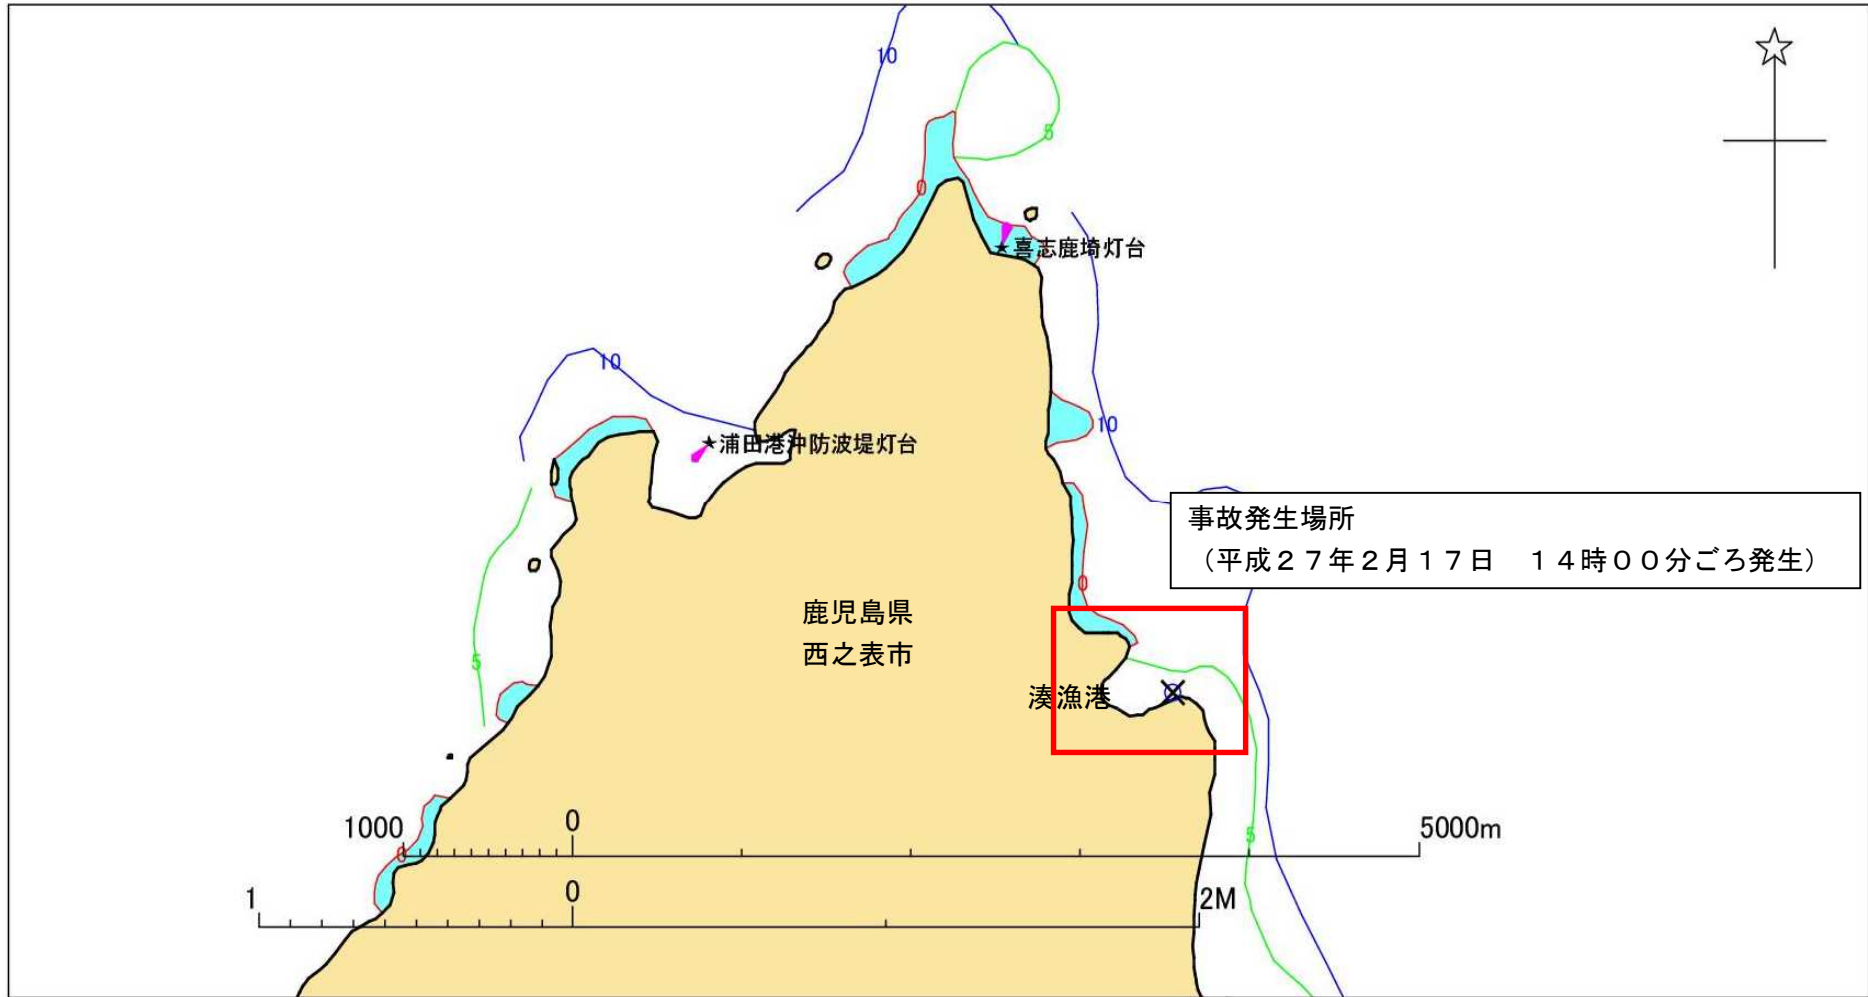 10
5
0
喜志鹿埼灯台
10
10
浦田港沖防波堤灯台
事故発生場所
（平成２７年２月１７日　１４時００分ごろ発生）
0
鹿児島県
西之表市
5
湊漁港
1000
0
5000m
5
0
1
0
2M